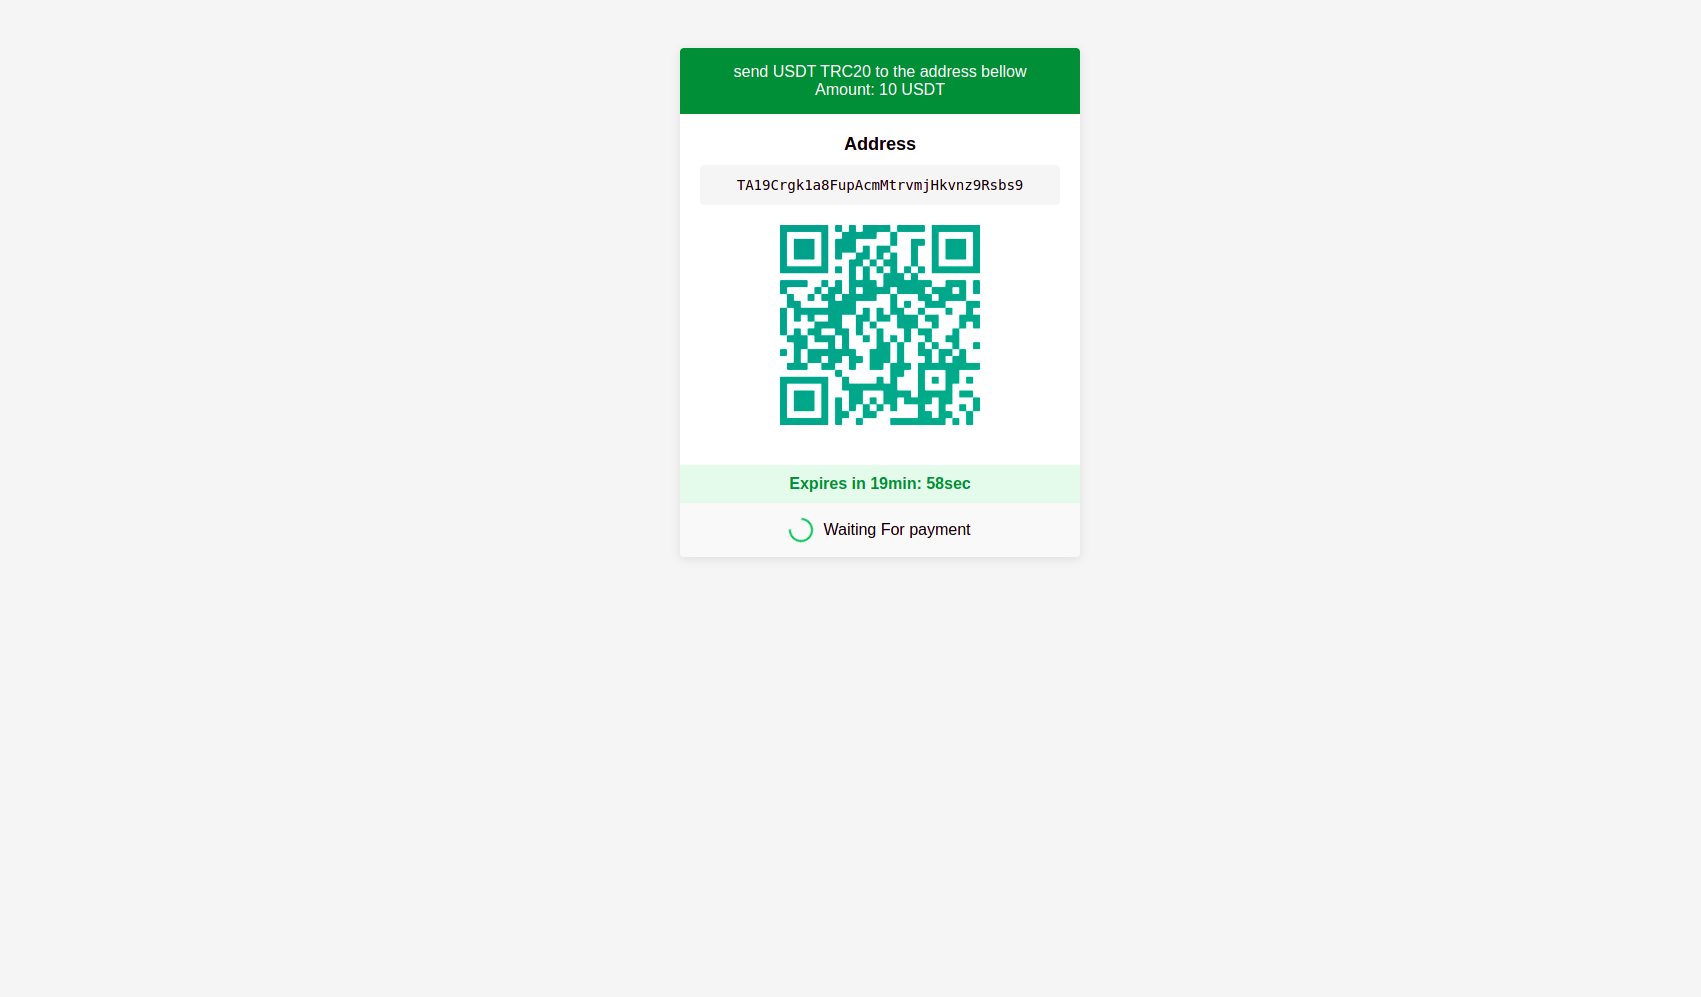 send USDT TRC20 to the address bellow
Amount: 10 USDT
Address
TA19Crgk1a8FupAcmMtrvmjHkvnz9Rsbs9
Expires in 19min: 58sec
Waiting For payment